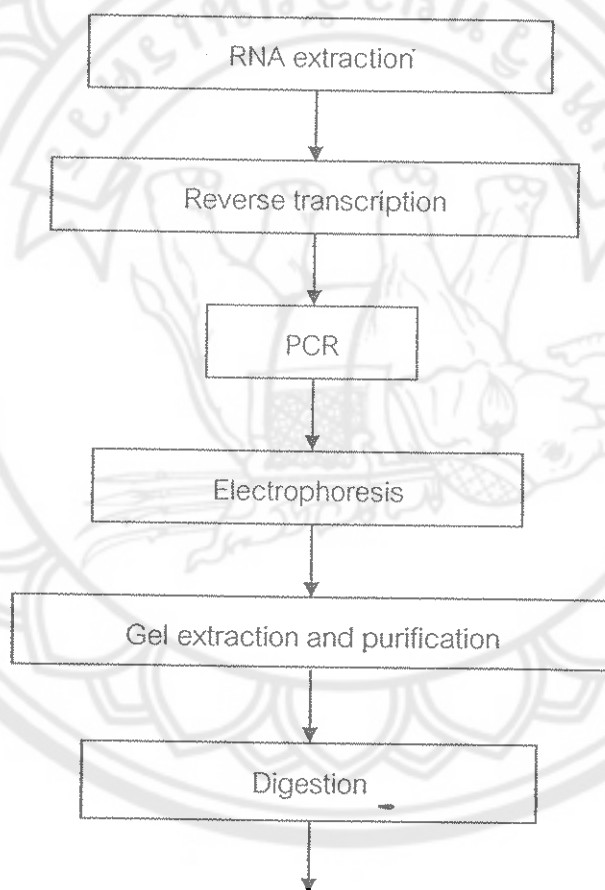 RNA extraction
Reverse transcription
PCR
Electrophoresis
Gel extraction and purification
Digestion